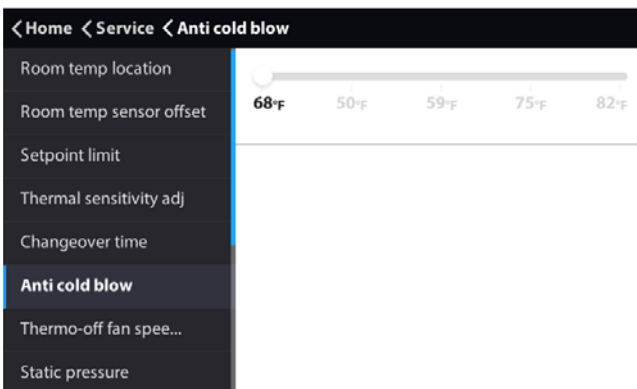 Home Service Anti cold blow
Room temp location
Room temp sensor offset
Setpoint limit
Thermal sensitivity adj
Changeover time
Anti cold blow
Thermo-off fan spee...
Static pressure
68°F 50°F 59°F 75°F 82°F